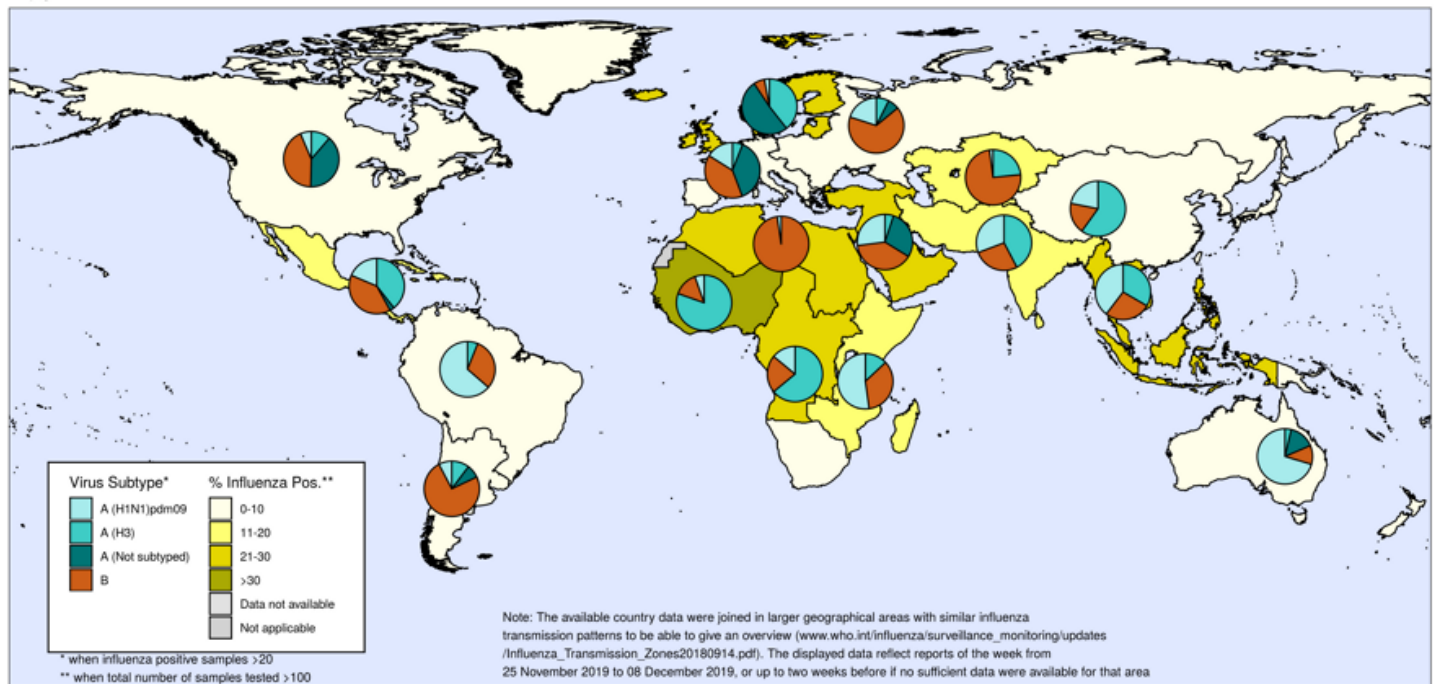 Virus Subtype*
A (H1N1)pdm09
A (H3)
A (Not subtyped)
B
% Influenza Pos.**
0-10
11-20
21-30
>30
Data not available
Not applicable
* when influenza positive samples >20
** when total number of samples tested >100
Note: The available country data were joined in larger geographical areas with similar influenza
transmission patterns to be able to give an overview (www.who.int/influenza/surveillance_monitoring/updates
/Influenza_Transmission_Zones20180914.pdf). The displayed data reflect reports of the week from
25 November 2019 to 08 December 2019, or up to two weeks before if no sufficient data were available for that area